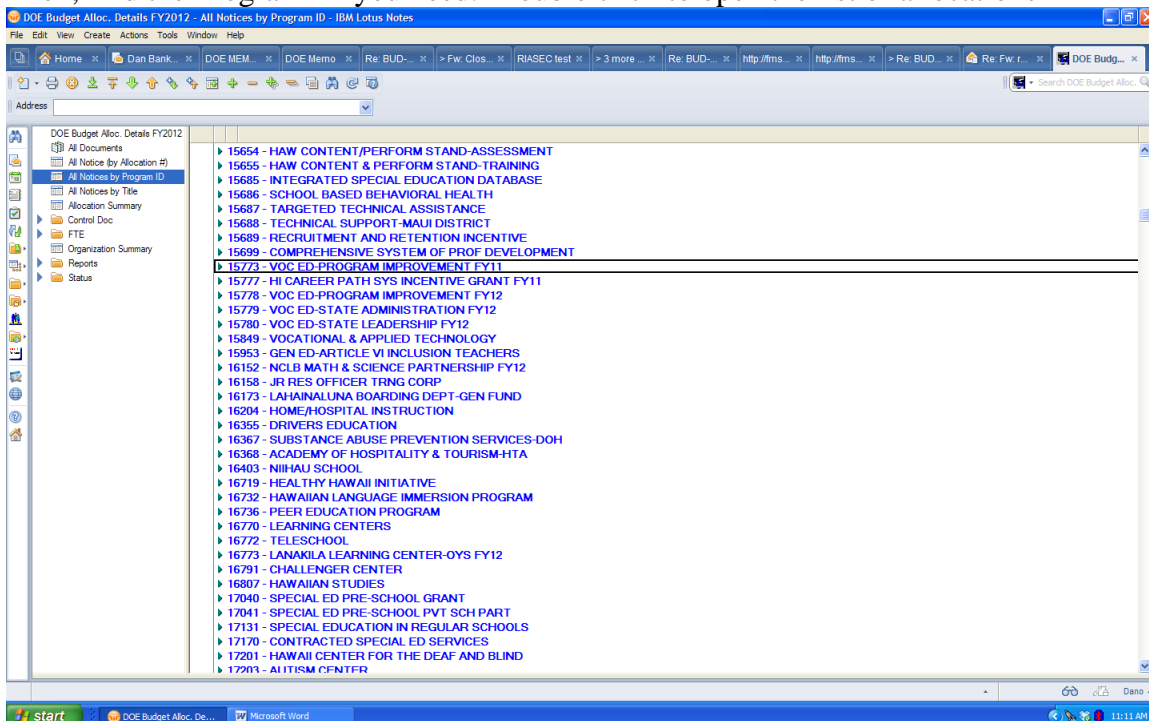 DOE Budget Alloc. Details FY2012 - All Notices by Program ID - IBM Lotus Notes
File Edit View Create Actions Tools Window Help
Home Dan Bank... DOE MEM... DOE Memo Re: BUD-... > Fw: Clos... RIASEC test > 3 more ... Re: BUD-... http://fms... http://fms... > Re: BUD... Re: Fw: r... DOE Budg...
Search DOE Budget Alloc.
Address
DOE Budget Alloc. Details FY2012
All Documents
All Notice (by Allocation #)
All Notices by Program ID
All Notices by Title
Allocation Summary
Control Doc
FTE
Organization Summary
Reports
Status
15654 - HAW CONTENT/PERFORM STAND-ASSESSMENT
15655 - HAW CONTENT & PERFORM STAND-TRAINING
15685 - INTEGRATED SPECIAL EDUCATION DATABASE
15686 - SCHOOL BASED BEHAVIORAL HEALTH
15687 - TARGETED TECHNICAL ASSISTANCE
15688 - TECHNICAL SUPPORT-MAUI DISTRICT
15689 - RECRUITMENT AND RETENTION INCENTIVE
15699 - COMPREHENSIVE SYSTEM OF PROF DEVELOPMENT
15773 - VOC ED-PROGRAM IMPROVEMENT FY11
15777 - HI CAREER PATH SYS INCENTIVE GRANT FY11
15778 - VOC ED-PROGRAM IMPROVEMENT FY12
15779 - VOC ED-STATE ADMINISTRATION FY12
15780 - VOC ED-STATE LEADERSHIP FY12
15849 - VOCATIONAL & APPLIED TECHNOLOGY
15953 - GEN ED-ARTICLE VI INCLUSION TEACHERS
16152 - NCLB MATH & SCIENCE PARTNERSHIP FY12
16158 - JR RES OFFICER TRNG CORP
16173 - LAHAINALUNA BOARDING DEPT-GEN FUND
16204 - HOME/HOSPITAL INSTRUCTION
16355 - DRIVERS EDUCATION
16367 - SUBSTANCE ABUSE PREVENTION SERVICES-DOH
16368 - ACADEMY OF HOSPITALITY & TOURISM-HTA
16403 - NIIHAU SCHOOL
16719 - HEALTHY HAWAII INITIATIVE
16732 - HAWAIIAN LANGUAGE IMMERSION PROGRAM
16736 - PEER EDUCATION PROGRAM
16770 - LEARNING CENTERS
16772 - TELESCHOOL
16773 - LANAKILA LEARNING CENTER-OYS FY12
16791 - CHALLENGER CENTER
16807 - HAWAIIAN STUDIES
17040 - SPECIAL ED PRE-SCHOOL GRANT
17041 - SPECIAL ED PRE-SCHOOL PVT SCH PART
17131 - SPECIAL EDUCATION IN REGULAR SCHOOLS
17170 - CONTRACTED SPECIAL ED SERVICES
17201 - HAWAII CENTER FOR THE DEAF AND BLIND
17203 - AUTISM CENTER
Dano
start DOE Budget Alloc. De... Microsoft Word 11:11 AM